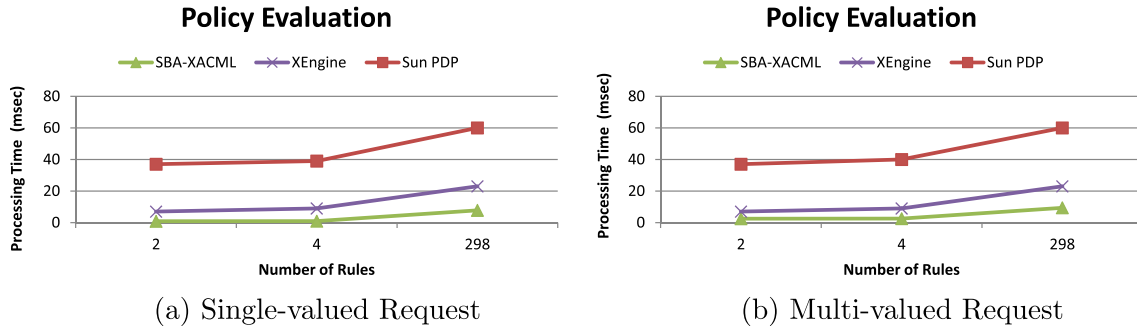 Policy Evaluation
SBA-XACML XEngine Sun PDP
Processing Time (msec)
80
60
40
20
0
2 4 298
Number of Rules
(a) Single-valued Request
Policy Evaluation
SBA-XACML XEngine Sun PDP
Processing Time (msec)
80
60
40
20
0
2 4 298
Number of Rules
(b) Multi-valued Request